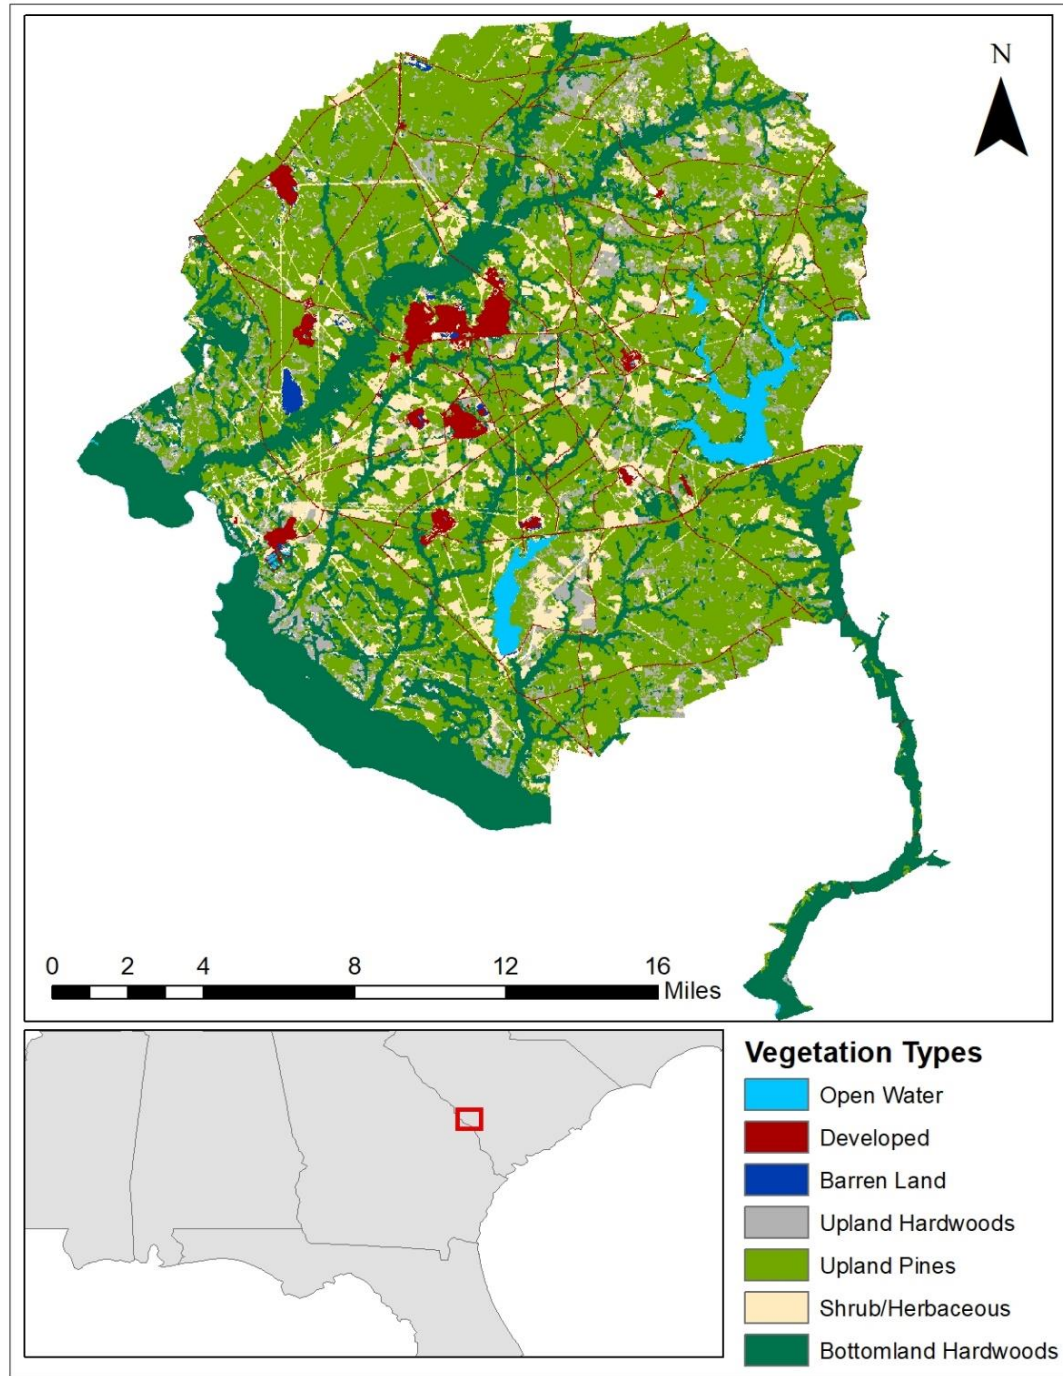 N
0 2 4 8 12 16
Miles
Vegetation Types
Open Water
Developed
Barren Land
Upland Hardwoods
Upland Pines
Shrub/Herbaceous
Bottomland Hardwoods